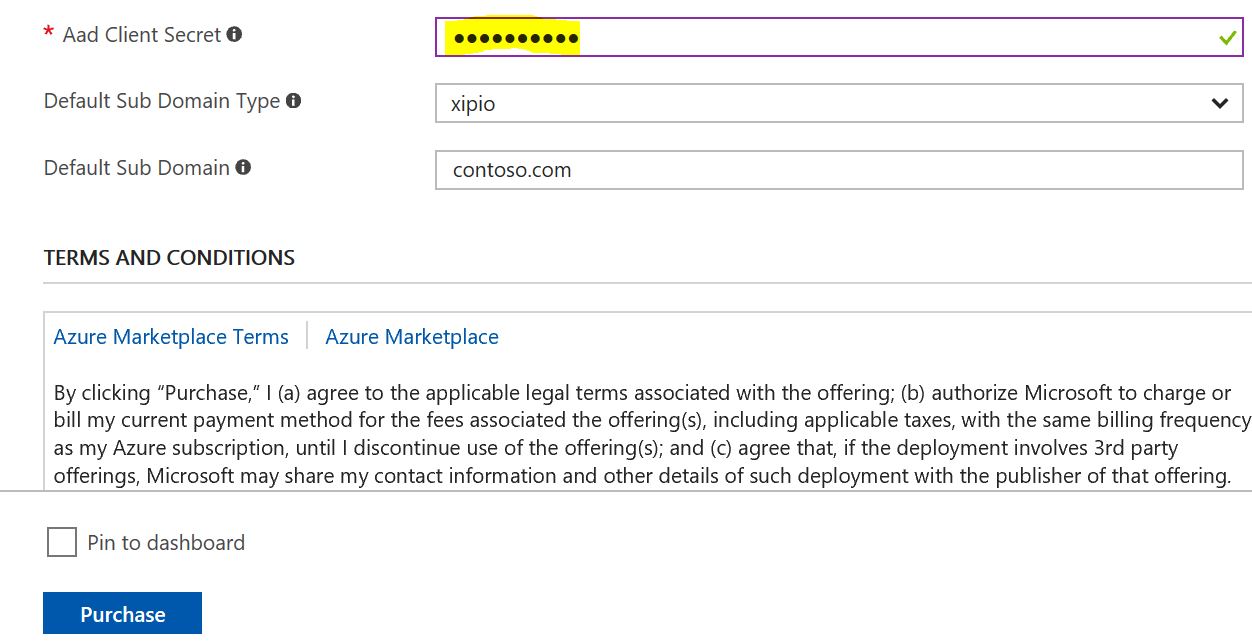 * Aad Client Secret ••••••••••
Default Sub Domain Type xipio
Default Sub Domain contoso.com
TERMS AND CONDITIONS
Azure Marketplace Terms | Azure Marketplace
By clicking “Purchase,” I (a) agree to the applicable legal terms associated with the offering; (b) authorize Microsoft to charge or
bill my current payment method for the fees associated the offering(s), including applicable taxes, with the same billing frequency
as my Azure subscription, until I discontinue use of the offering(s); and (c) agree that, if the deployment involves 3rd party
offerings, Microsoft may share my contact information and other details of such deployment with the publisher of that offering.
Pin to dashboard
Purchase